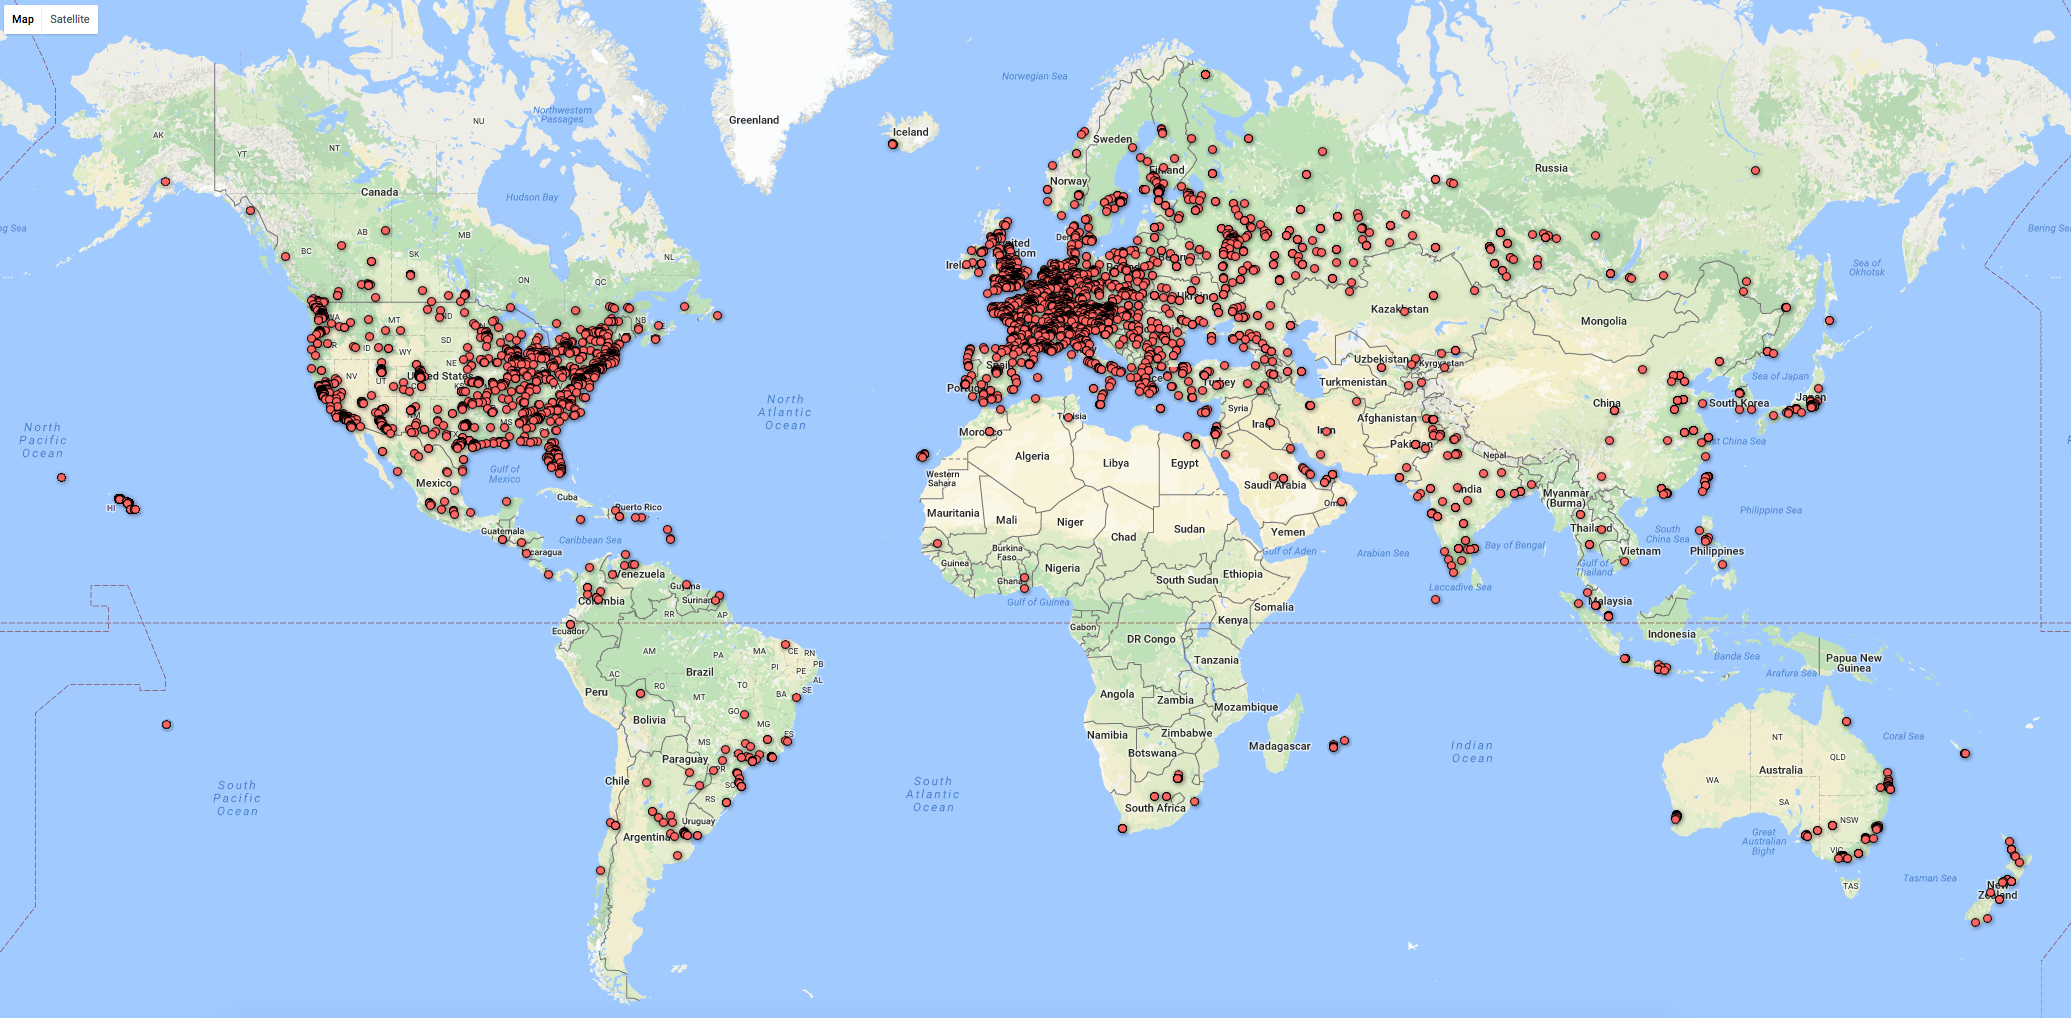 Map Satellite
Greenland
Norwegian Sea
Iceland
Northwestern
Passages
NU
AK
YT
NT
Canada
Hudson Bay
Sweden
Finland
Norway
Russia
Bering Sea
Sea of
Okhotsk
ng Sea
AB
MB
BC
SK
ON
QC
NL
NB
United
Kingdom
Ukraine
Kazakhstan
Mongolia
WA
MT
ND
SD
ID
WY
NE
NV
UT
United States
MS
TX
Spain
Portugal
Turkey
Uzbekistan
Kyrgyzstan
Turkmenistan
Sea of Japan
South Korea
Japan
China
North
Pacific
Ocean
North
Atlantic
Ocean
Tunisia
Morocco
Syria
Iraq
Iran
Afghanistan
Pakistan
East China Sea
Nepal
Algeria
Libya
Egypt
Western
Sahara
Saudi Arabia
Oman
India
Myanmar
(Burma)
Gulf of
Mexico
Mexico
Cuba
Puerto Rico
HI
Guatemala
Nicaragua
Caribbean Sea
Mauritania
Mali
Niger
Chad
Sudan
Yemen
Gulf of Aden
Arabian Sea
Bay of Bengal
Thailand
Vietnam
South
China Sea
Philippines
Philippine Sea
Gulf of
Thailand
Burkina
Faso
Guinea
Ghana
Nigeria
South Sudan
Ethiopia
Somalia
Laccadive Sea
Malaysia
Indonesia
Gulf of Guinea
Venezuela
Guyana
Suriname
Colombia
RR
AP
Ecuador
Gabon
DR Congo
Kenya
Tanzania
AM
PA
MA
CE
RN
PB
PI
PE
AL
SE
AC
RO
TO
BA
MT
Brazil
Peru
Bolivia
GO
MG
MS
ES
Paraguay
PR
SC
RS
Chile
Uruguay
Argentina
Angola
Zambia
Mozambique
Namibia
Zimbabwe
Botswana
Madagascar
South Africa
Banda Sea
Arafura Sea
Papua New
Guinea
Coral Sea
NT
QLD
Australia
WA
SA
NSW
VIC
TAS
Great
Australian
Bight
Tasman Sea
New
Zealand
Indian
Ocean
South
Atlantic
Ocean
South
Pacific
Ocean